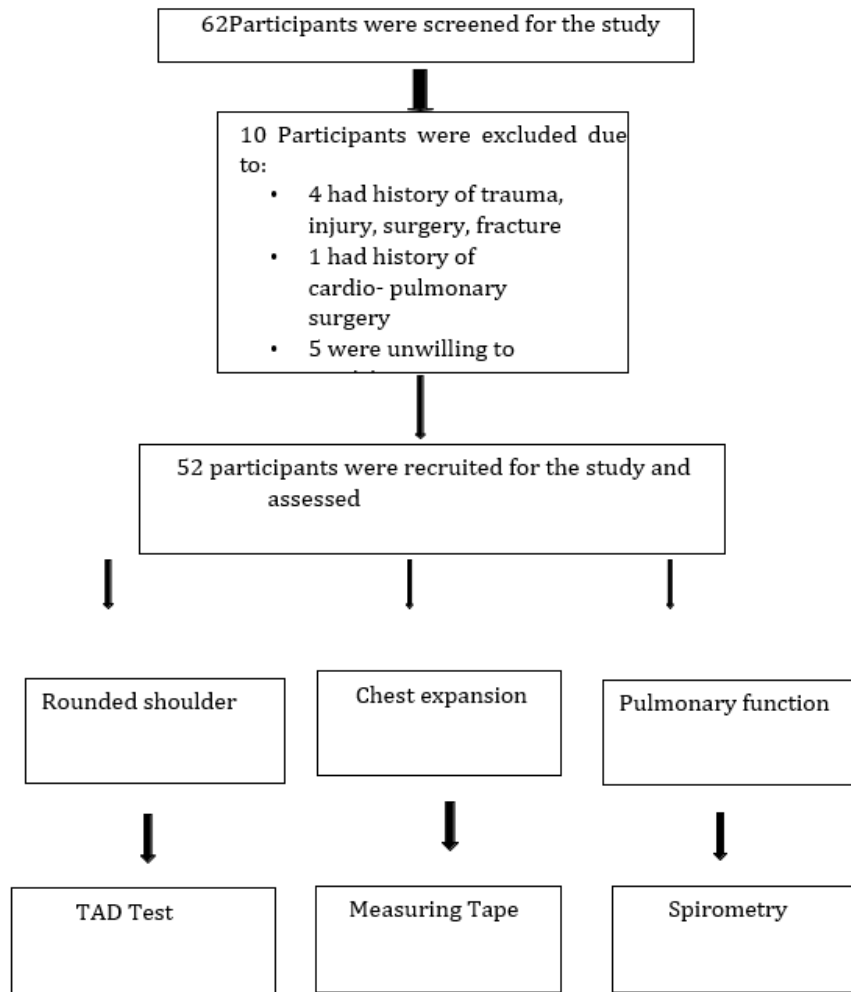 62Participants were screened for the study
10 Participants were excluded due
to:
• 4 had history of trauma,
injury, surgery, fracture
• 1 had history of
cardio- pulmonary
surgery
• 5 were unwilling to
52 participants were recruited for the study and
assessed
Rounded shoulder
Chest expansion
Pulmonary function
TAD Test
Measuring Tape
Spirometry